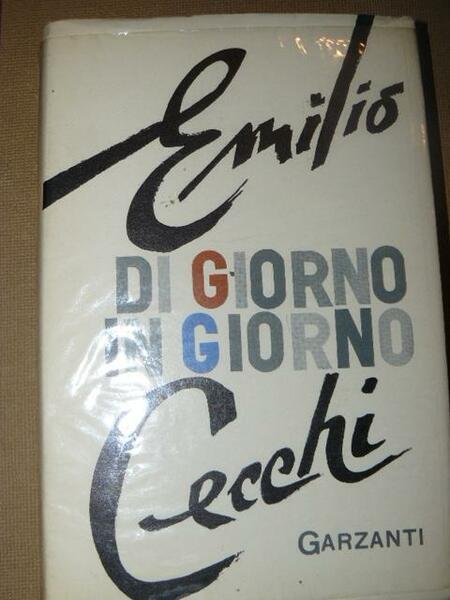 Emilio
DI GIORNO
IN GIORNO
Cecchi
GARZANTI